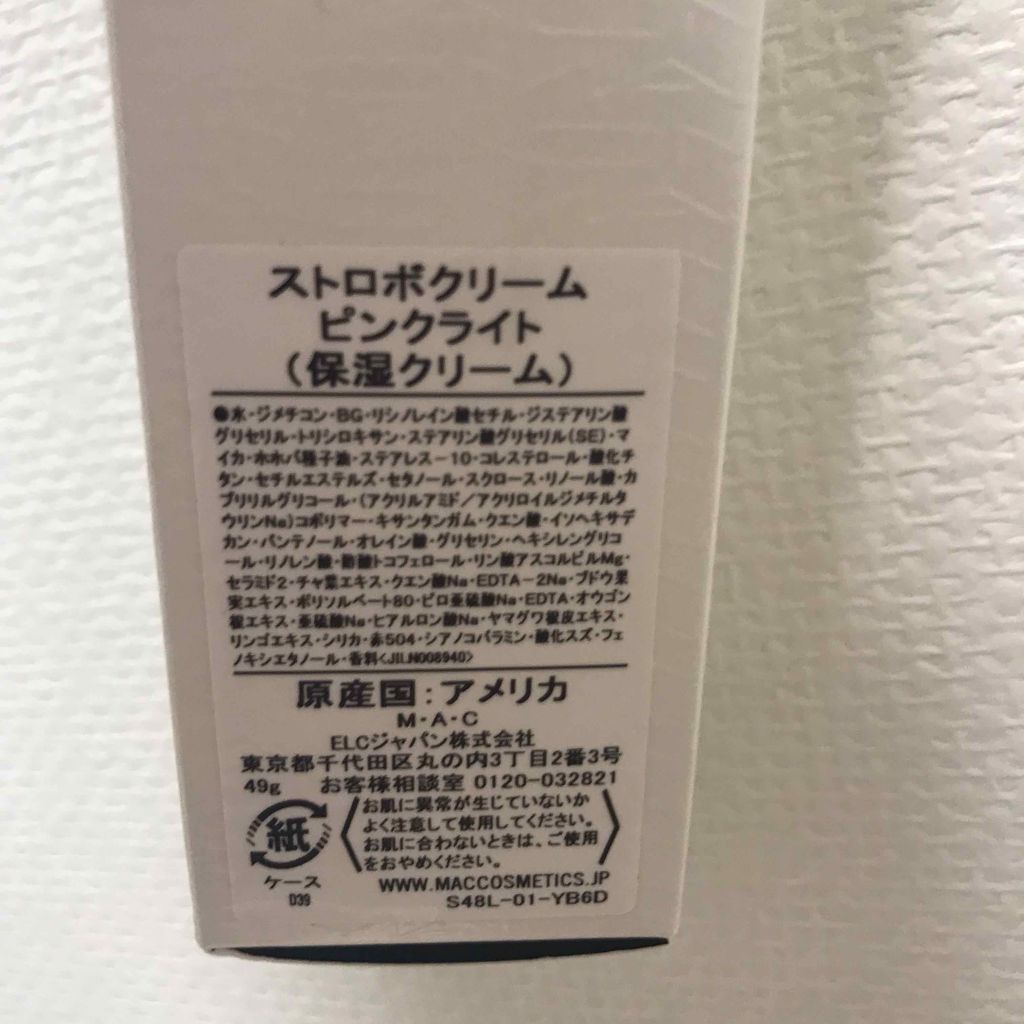 ストロボクリーム
ピンクライト
（保湿クリーム）
●水・ジメチコン・BG・リシノレイン酸セチル・ジステアリン酸
グリセリル・トリシロキサン・ステアリン酸グリセリル(SE)・マ
イカ・ホホバ種子油・ステアレス－10・コレステロール・酸化チ
タン・セチルエステルズ・セタノール・スクロース・リノール酸・カ
プリリルグリコール・(アクリルアミド／アクリロイルジメチルタ
ウリンNa)コポリマー・キサンタンガム・クエン酸・イソヘキサデ
カン・パンテノール・オレイン酸・グリセリン・ヘキシレングリコ
ール・リノレン酸・酢酸トコフェロール・リン酸アスコルビルMg・
セラミド2・チャ葉エキス・クエン酸Na・EDTA－2Na・ブドウ果
実エキス・ポリソルベート80・ピロ亜硫酸Na・EDTA・オウゴン
根エキス・亜硫酸Na・ヒアルロン酸Na・ヤマグワ根皮エキス・
リンゴエキス・シリカ・赤504・シアノコバラミン・酸化スズ・フェ
ノキシエタノール・香料<JILN008940>
原産国：アメリカ
M・A・C
ELCジャパン株式会社
東京都千代田区丸の内3丁目2番3号
49g お客様相談室 0120-032821
お肌に異常が生じていないか
よく注意して使用してください。
お肌に合わないときは、ご使用
をおやめください。
紙
ケース
D39
WWW.MACCOSMETICS.JP
S48L-01-YB6D